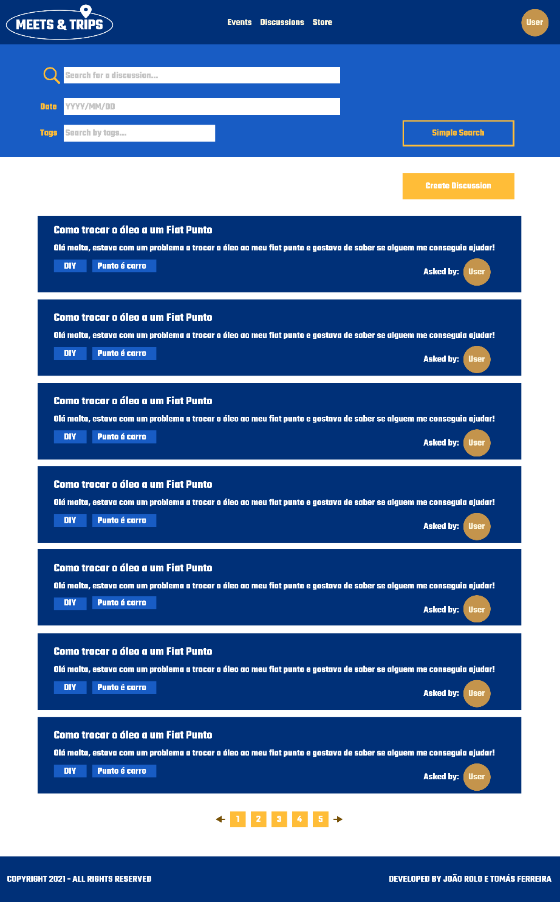 MEETS & TRIPS
Events Discussions Store
User
Search for a discussion...
Date YYYY/MM/DD
Tags Search by tags...
Simple Search
Create Discussion
Como trocar o óleo a um Fiat Punto
Olá malta, estava com um problema a trocar o óleo ao meu fiat punto e gostava de saber se alguem me conseguia ajudar!
DIY Punto é carro
Asked by: User
Como trocar o óleo a um Fiat Punto
Olá malta, estava com um problema a trocar o óleo ao meu fiat punto e gostava de saber se alguem me conseguia ajudar!
DIY Punto é carro
Asked by: User
Como trocar o óleo a um Fiat Punto
Olá malta, estava com um problema a trocar o óleo ao meu fiat punto e gostava de saber se alguem me conseguia ajudar!
DIY Punto é carro
Asked by: User
Como trocar o óleo a um Fiat Punto
Olá malta, estava com um problema a trocar o óleo ao meu fiat punto e gostava de saber se alguem me conseguia ajudar!
DIY Punto é carro
Asked by: User
Como trocar o óleo a um Fiat Punto
Olá malta, estava com um problema a trocar o óleo ao meu fiat punto e gostava de saber se alguem me conseguia ajudar!
DIY Punto é carro
Asked by: User
Como trocar o óleo a um Fiat Punto
Olá malta, estava com um problema a trocar o óleo ao meu fiat punto e gostava de saber se alguem me conseguia ajudar!
DIY Punto é carro
Asked by: User
Como trocar o óleo a um Fiat Punto
Olá malta, estava com um problema a trocar o óleo ao meu fiat punto e gostava de saber se alguem me conseguia ajudar!
DIY Punto é carro
Asked by: User
1 2 3 4 5
COPYRIGHT 2021 - ALL RIGHTS RESERVED
DEVELOPED BY JOÃO ROLO E TOMÁS FERREIRA